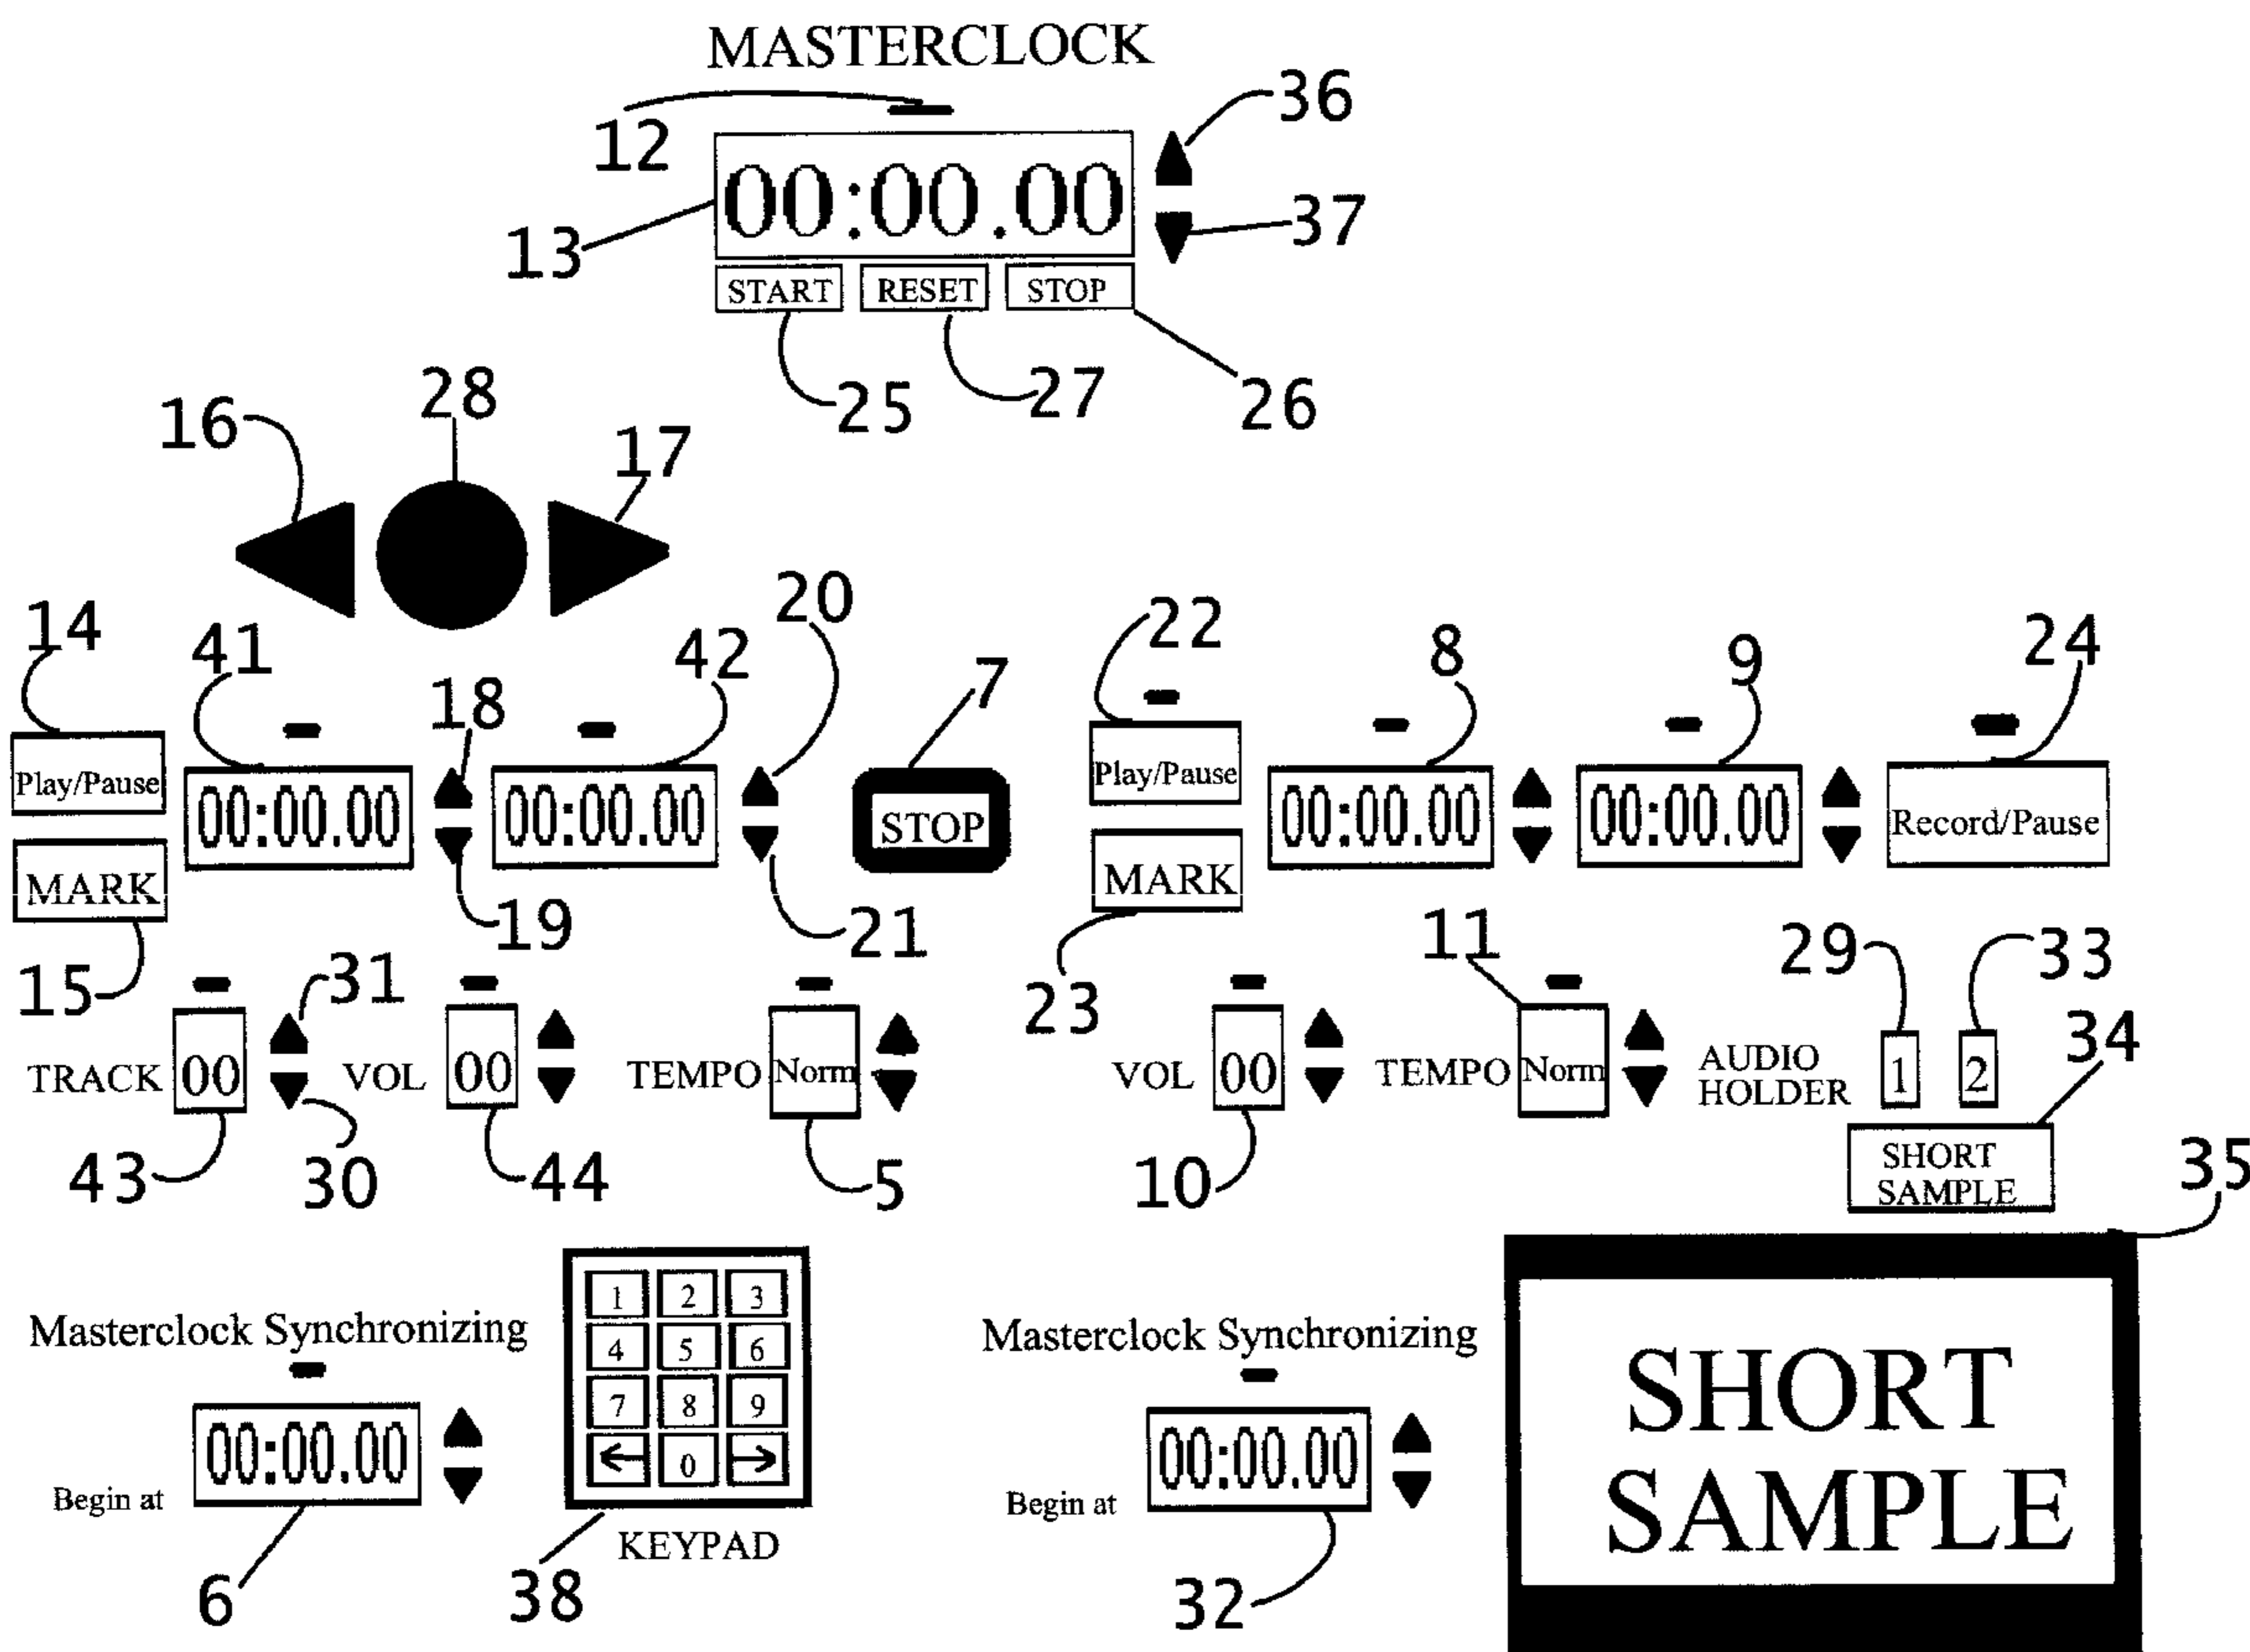 MASTERCLOCK
12
36
13
00:00.00
37
START RESET STOP
25
27
26
16
28
17
14
41
18
42
20
7
22
8
9
24
Play/Pause
00:00.00
00:00.00
STOP
Play/Pause
00:00.00
00:00.00
Record/Pause
MARK
MARK
15
19
21
23
11
29
33
31
TRACK 00
VOL 00
TEMPO Norm
VOL 00
TEMPO Norm
AUDIO
HOLDER
1 2
34
43
30
44
5
10
SHORT
SAMPLE
35
Masterclock Synchronizing
Begin at 00:00.00
6
1 2 3
4 5 6
7 8 9
← 0 →
KEYPAD
38
Masterclock Synchronizing
Begin at 00:00.00
32
SHORT
SAMPLE